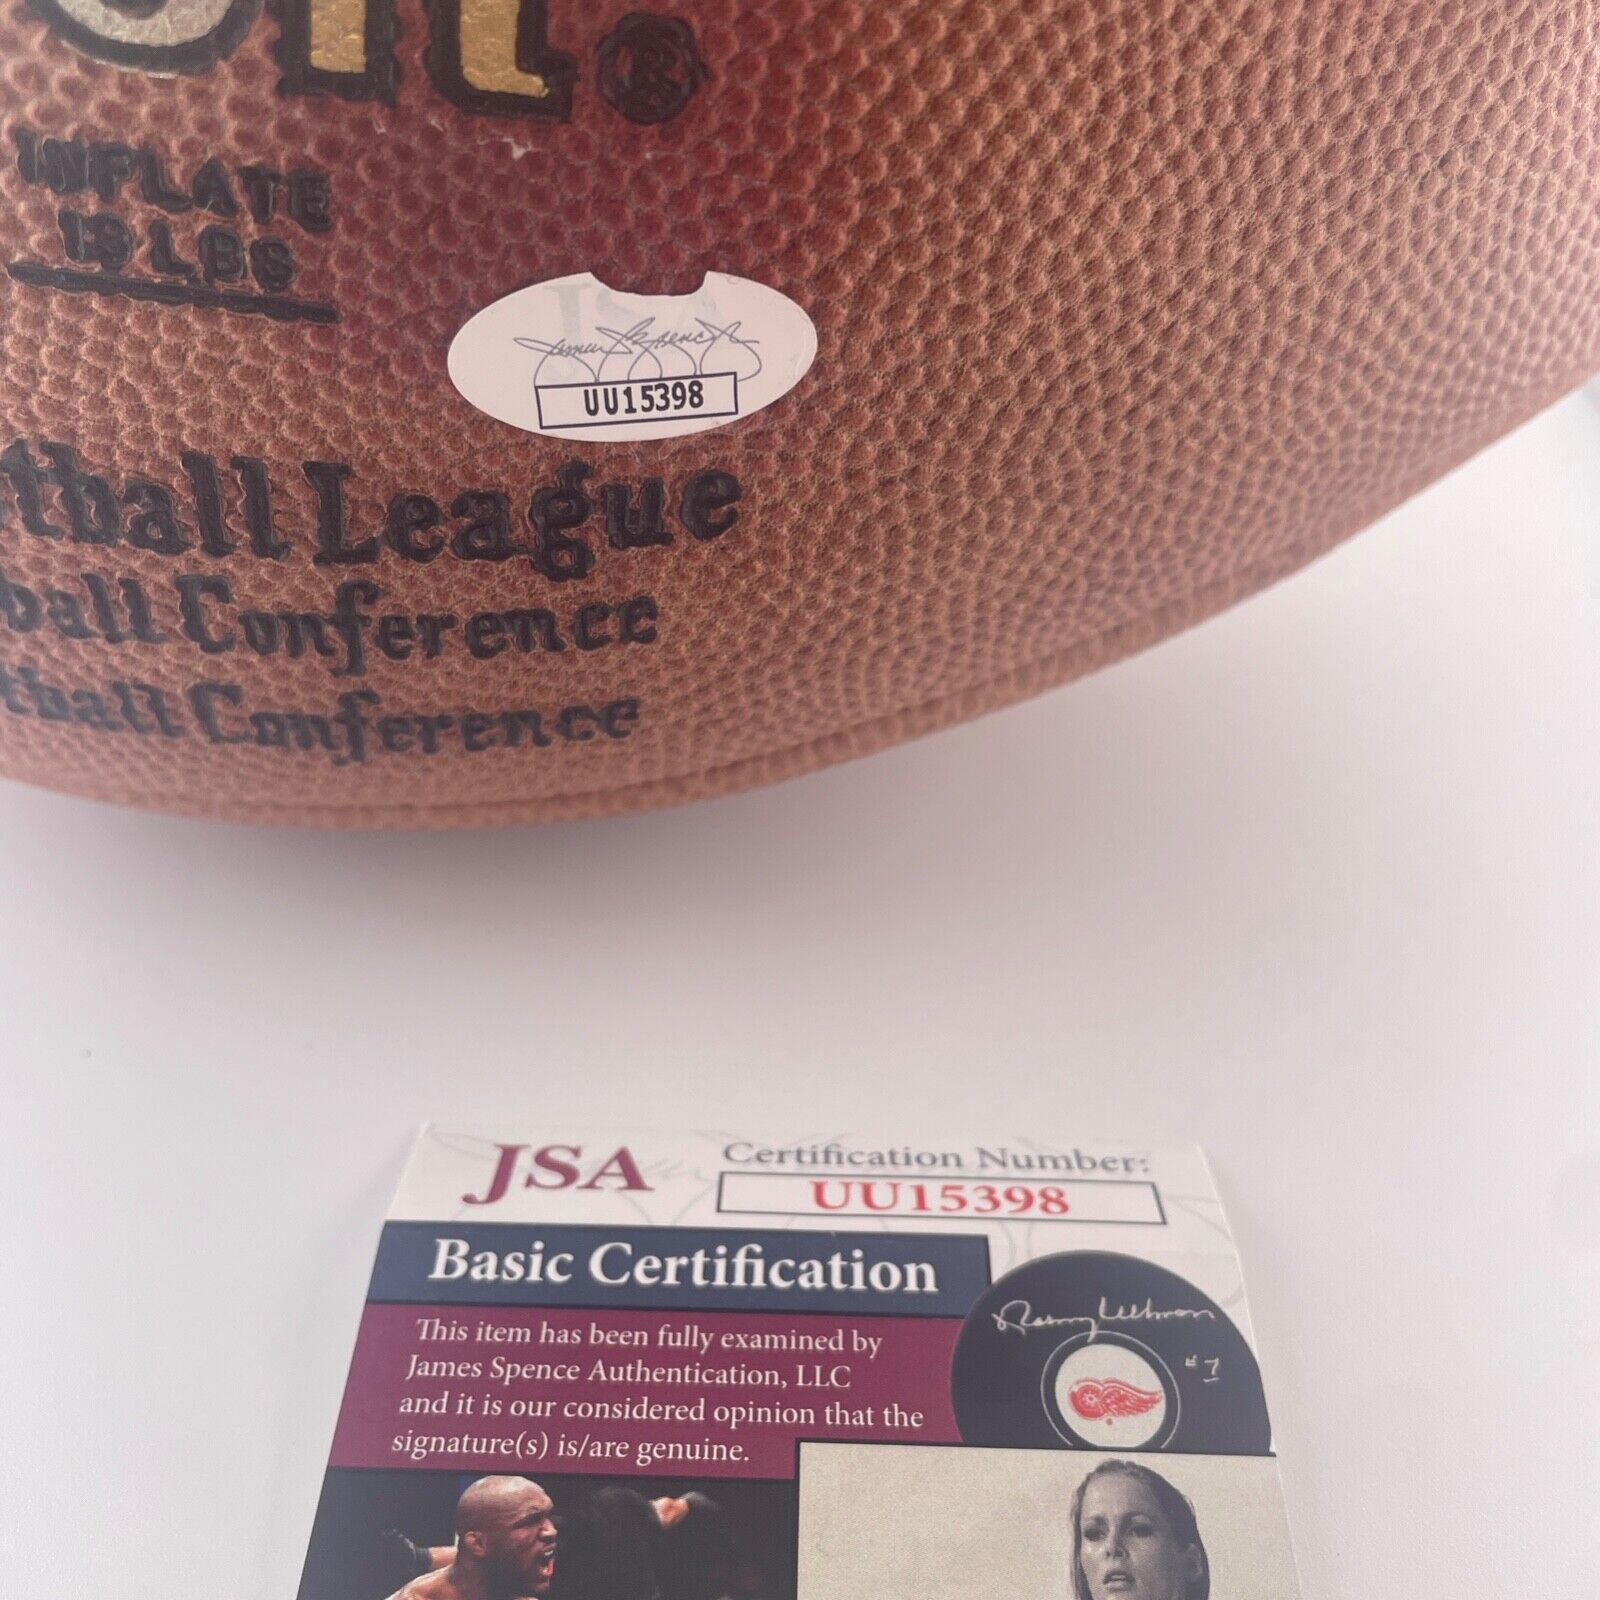 INFLATE
13 LBS
UU15398
tball League
ball Conference
tball Conference
JSA
Certification Number:
UU15398
Basic Certification
This item has been fully examined by
James Spence Authentication, LLC
and it is our considered opinion that the
signature(s) is/are genuine.
#7